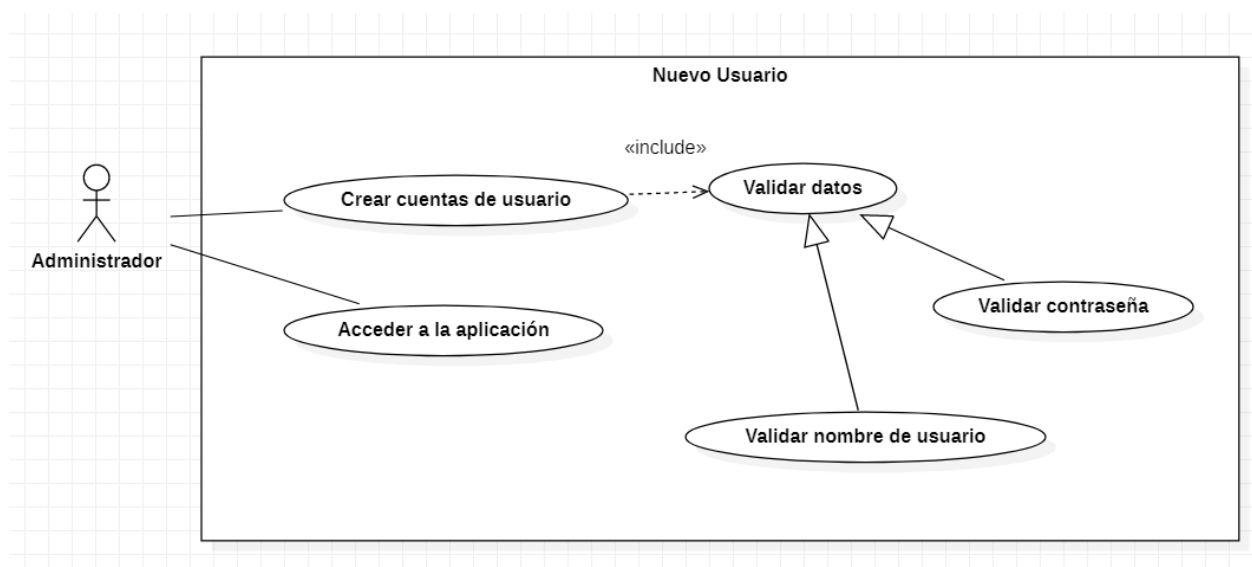 Nuevo Usuario
«include»
Validar datos
Crear cuentas de usuario
Administrador
Validar contraseña
Acceder a la aplicación
Validar nombre de usuario